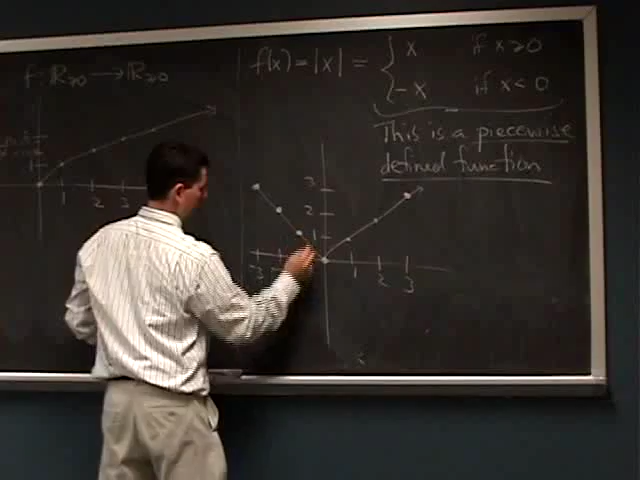 f: ℝ≥0 → ℝ≥0
1
1 2 3
f(x) = |x| = { x if x ≥ 0
-x if x < 0
This is a piecewise
defined function
3
2
1
-3
1 2 3